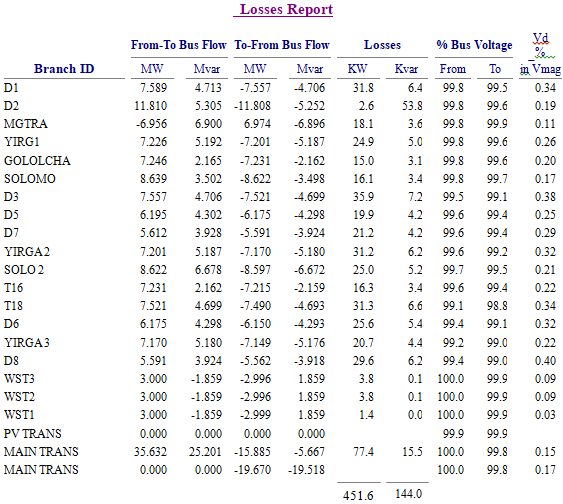 Losses Report
From-To Bus Flow To-From Bus Flow Losses % Bus Voltage Vd % in Vmag
Branch ID MW Mvar MW Mvar KW Kvar From To
D1 7.589 4.713 -7.557 -4.706 31.8 6.4 99.8 99.5 0.34
D2 11.810 5.305 -11.808 -5.252 2.6 53.8 99.8 99.6 0.19
MGTRA -6.956 6.900 6.974 -6.896 18.1 3.6 99.8 99.9 0.11
YIRG1 7.226 5.192 -7.201 -5.187 24.9 5.0 99.8 99.6 0.26
GOLOLCHA 7.246 2.165 -7.231 -2.162 15.0 3.1 99.8 99.6 0.20
SOLOMO 8.639 3.502 -8.622 -3.498 16.1 3.4 99.8 99.7 0.17
D3 7.557 4.706 -7.521 -4.699 35.9 7.2 99.5 99.1 0.38
D5 6.195 4.302 -6.175 -4.298 19.9 4.2 99.6 99.4 0.25
D7 5.612 3.928 -5.591 -3.924 21.2 4.2 99.6 99.4 0.29
YIRGA2 7.201 5.187 -7.170 -5.180 31.2 6.2 99.6 99.2 0.32
SOLO 2 8.622 6.678 -8.597 -6.672 25.0 5.2 99.7 99.5 0.21
T16 7.231 2.162 -7.215 -2.159 16.3 3.4 99.6 99.4 0.22
T18 7.521 4.699 -7.490 -4.693 31.3 6.6 99.1 98.8 0.34
D6 6.175 4.298 -6.150 -4.293 25.6 5.4 99.4 99.1 0.32
YIRGA3 7.170 5.180 -7.149 -5.176 20.7 4.4 99.2 99.0 0.22
D8 5.591 3.924 -5.562 -3.918 29.6 6.2 99.4 99.0 0.40
WST3 3.000 -1.859 -2.996 1.859 3.8 0.1 100.0 99.9 0.09
WST2 3.000 -1.859 -2.996 1.859 3.8 0.1 100.0 99.9 0.09
WST1 3.000 -1.859 -2.999 1.859 1.4 0.0 100.0 99.9 0.03
PV TRANS 0.000 0.000 0.000 0.000 99.9 99.9
MAIN TRANS 35.632 25.201 -15.885 -5.667 77.4 15.5 100.0 99.8 0.15
MAIN TRANS 0.000 0.000 -19.670 -19.518 100.0 99.8 0.17
451.6 144.0